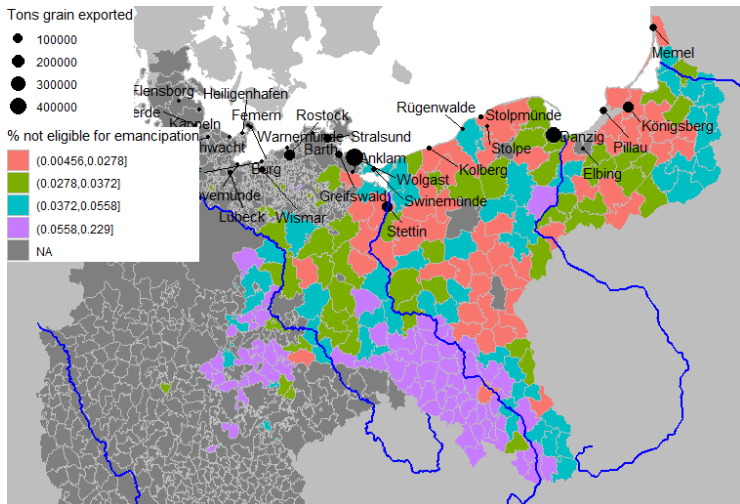 Tons grain exported
100000
200000
300000
400000
% not eligible for emancipation
(0.00456,0.0278]
(0.0278,0.0372]
(0.0372,0.0558]
(0.0558,0.229]
NA
Flensborg
Heiligenhafen
Femern
Rostock
Warnemünde
Stralsund
Barth
Anklam
Burg
Wolgast
Greifswald
Swinemünde
Lübeck
Wismar
Stettin
Rügenwalde
Stolpmünde
Stolpe
Kolberg
Danzig
Elbing
Pillau
Königsberg
Memel